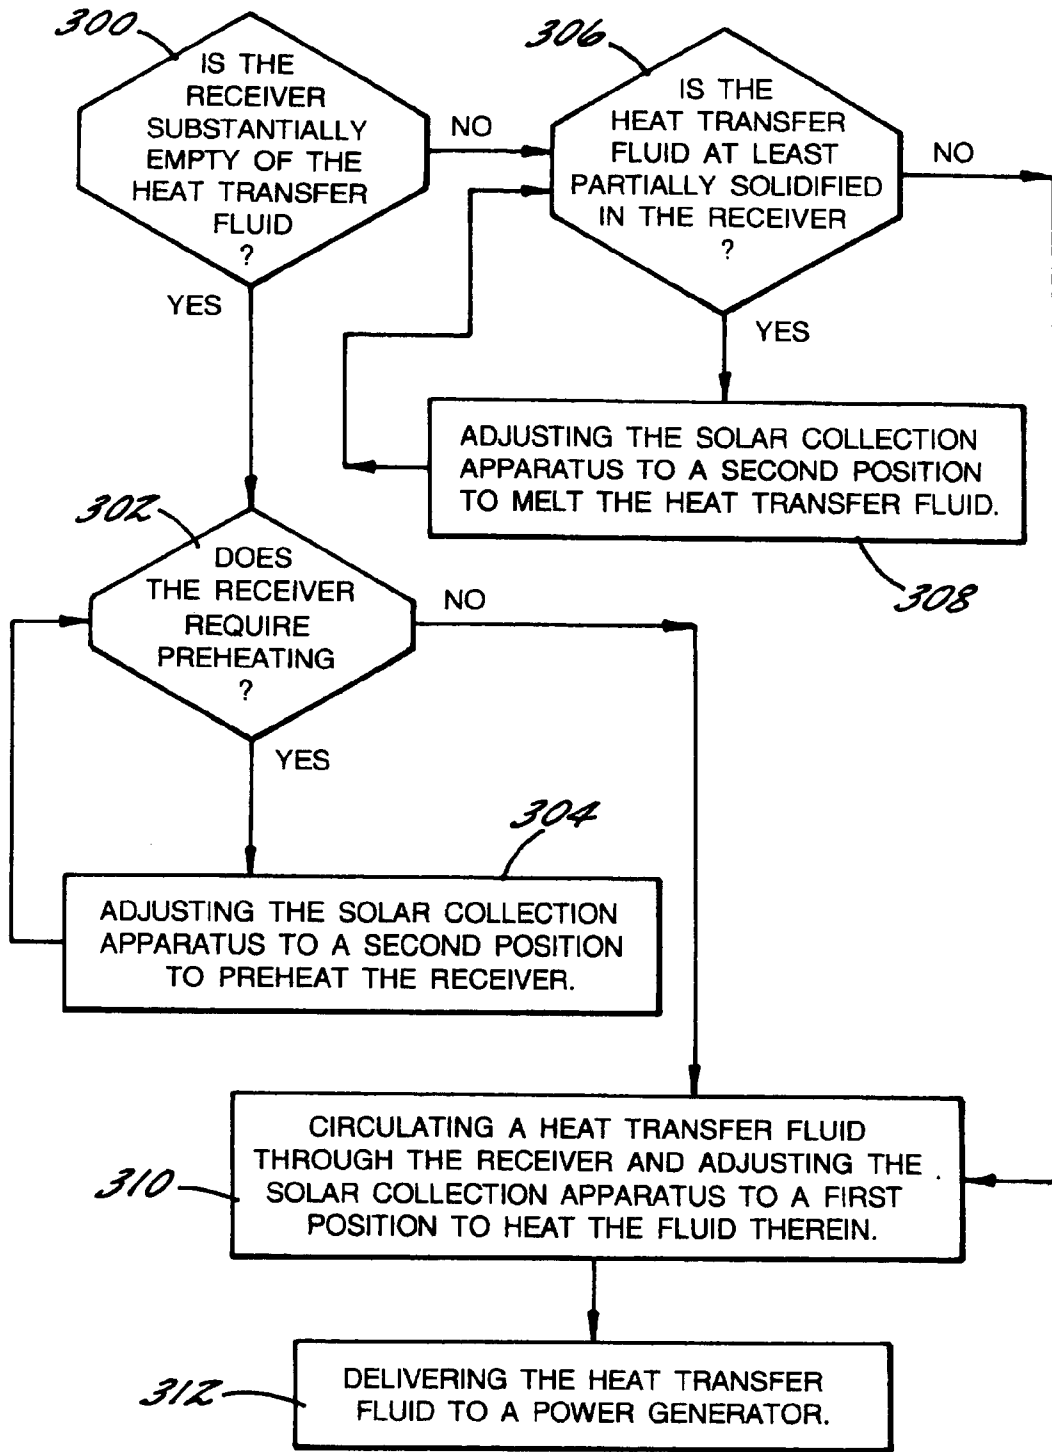 300
IS THE
RECEIVER
SUBSTANTIALLY
EMPTY OF THE
HEAT TRANSFER
FLUID
?
NO
YES
306
IS THE
HEAT TRANSFER
FLUID AT LEAST
PARTIALLY SOLIDIFIED
IN THE RECEIVER
?
NO
YES
ADJUSTING THE SOLAR COLLECTION
APPARATUS TO A SECOND POSITION
TO MELT THE HEAT TRANSFER FLUID.
308
302
DOES
THE RECEIVER
REQUIRE
PREHEATING
?
NO
YES
304
ADJUSTING THE SOLAR COLLECTION
APPARATUS TO A SECOND POSITION
TO PREHEAT THE RECEIVER.
310
CIRCULATING A HEAT TRANSFER FLUID
THROUGH THE RECEIVER AND ADJUSTING THE
SOLAR COLLECTION APPARATUS TO A FIRST
POSITION TO HEAT THE FLUID THEREIN.
312
DELIVERING THE HEAT TRANSFER
FLUID TO A POWER GENERATOR.